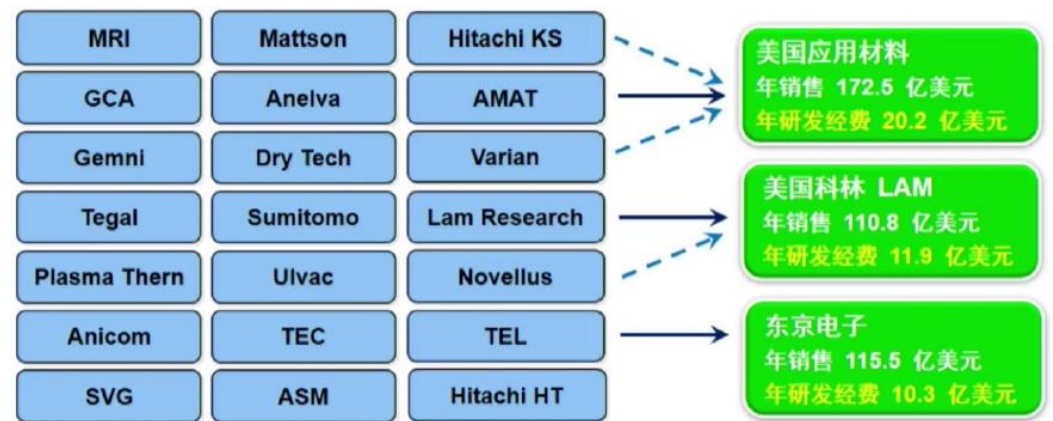 MRI
Mattson
Hitachi KS
GCA
Anelva
AMAT
Gemni
Dry Tech
Varian
Tegal
Sumitomo
Lam Research
Plasma Thern
Ulvac
Novellus
Anicom
TEC
TEL
SVG
ASM
Hitachi HT
美国应用材料
年销售 172.5 亿美元
年研发经费 20.2 亿美元
美国科林 LAM
年销售 110.8 亿美元
年研发经费 11.9 亿美元
东京电子
年销售 115.5 亿美元
年研发经费 10.3 亿美元